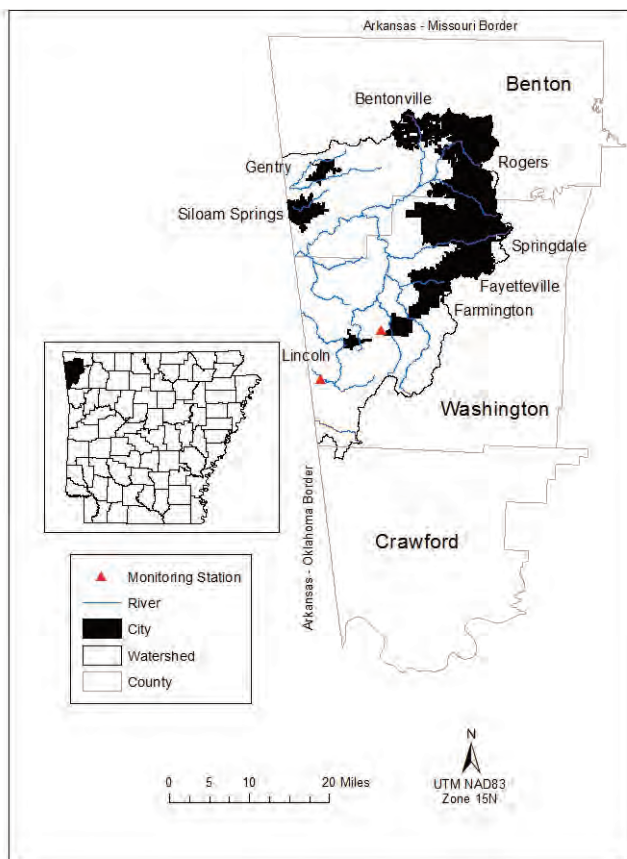 Arkansas - Missouri Border
Benton
Bentonville
Gentry
Rogers
Siloam Springs
Springdale
Fayetteville
Farmington
Lincoln
Washington
Arkansas - Oklahoma Border
Crawford
Monitoring Station
River
City
Watershed
County
N
0 5 10 20 Miles
UTM NAD83
Zone 15N